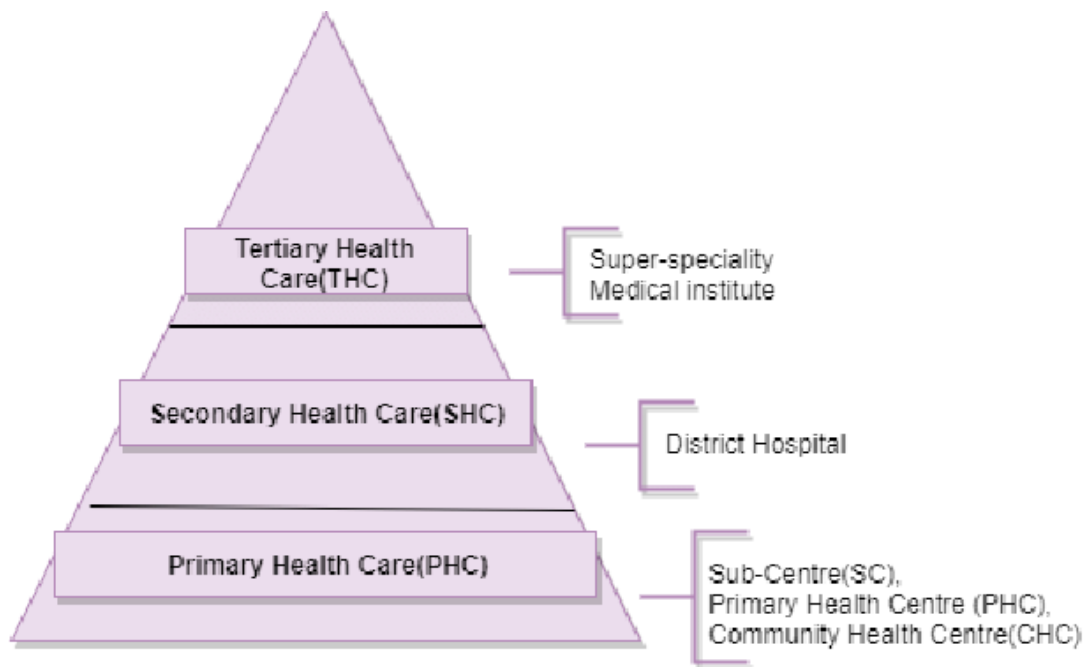 Tertiary Health
Care(THC)
Super-speciality
Medical institute
Secondary Health Care(SHC)
District Hospital
Primary Health Care(PHC)
Sub-Centre(SC),
Primary Health Centre (PHC),
Community Health Centre(CHC)